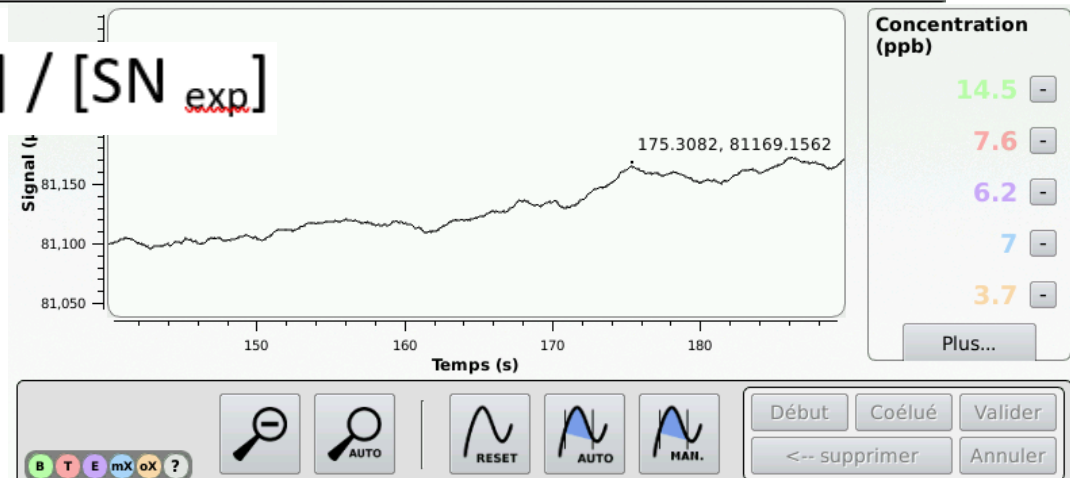 ] / [SN exp]
Signal (µ
81,150
81,100
81,050
175.3082, 81169.1562
150 160 170 180
Temps (s)
Concentration
(ppb)
14.5 -
7.6 -
6.2 -
7 -
3.7 -
Plus...
B T E mX oX ?
AUTO
RESET
AUTO
MAN.
Début Coélué Valider
<-- supprimer Annuler